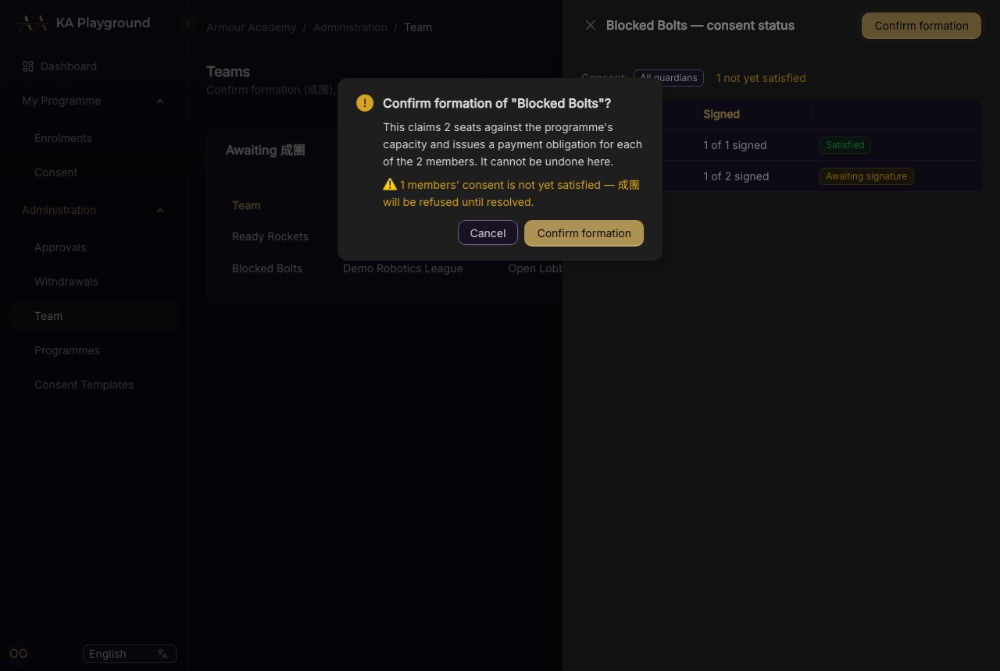 KA Playground
Armour Academy / Administration / Team
Blocked Bolts — consent status
Confirm formation
Dashboard
My Programme
Enrolments
Consent
Administration
Approvals
Withdrawals
Team
Programmes
Consent Templates
OO
English
Teams
Confirm formation (成團),
Awaiting 成團
Team
Ready Rockets
Blocked Bolts
Demo Robotics League
Open Lobb
Consent:
All guardians
1 not yet satisfied
Signed
1 of 1 signed
Satisfied
1 of 2 signed
Awaiting signature
Confirm formation of "Blocked Bolts"?
This claims 2 seats against the programme's
capacity and issues a payment obligation for each
of the 2 members. It cannot be undone here.
⚠ 1 members' consent is not yet satisfied — 成團
will be refused until resolved.
Cancel
Confirm formation